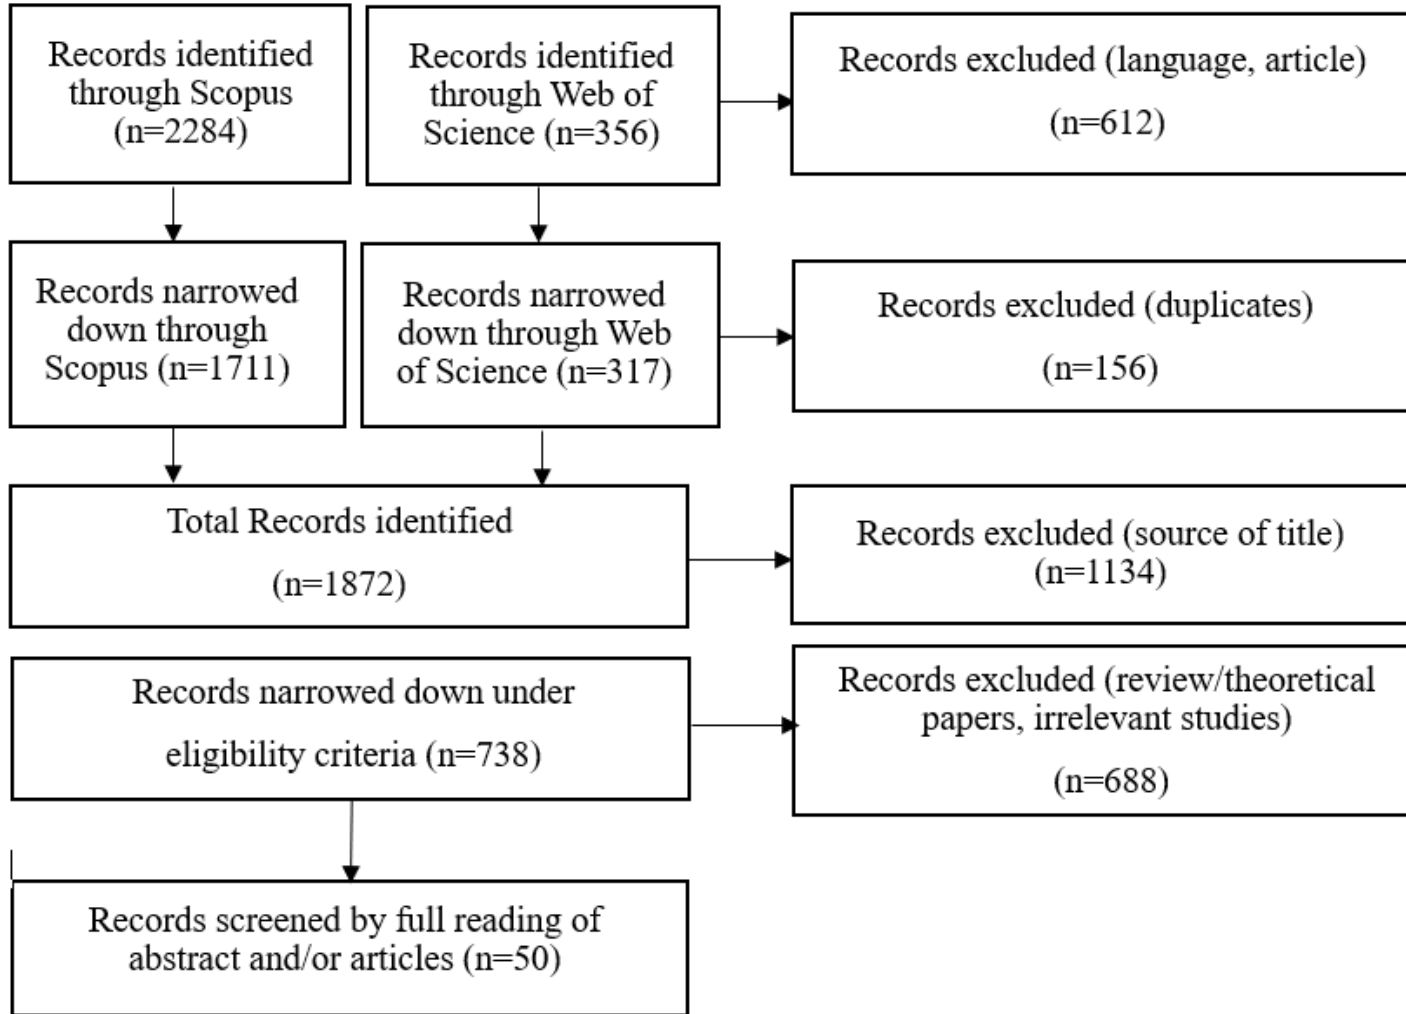 Records identified
through Scopus
(n=2284)
Records identified
through Web of
Science (n=356)
Records excluded (language, article)
(n=612)
Records narrowed
down through
Scopus (n=1711)
Records narrowed
down through Web
of Science (n=317)
Records excluded (duplicates)
(n=156)
Total Records identified
(n=1872)
Records excluded (source of title)
(n=1134)
Records narrowed down under
eligibility criteria (n=738)
Records excluded (review/theoretical
papers, irrelevant studies)
(n=688)
Records screened by full reading of
abstract and/or articles (n=50)